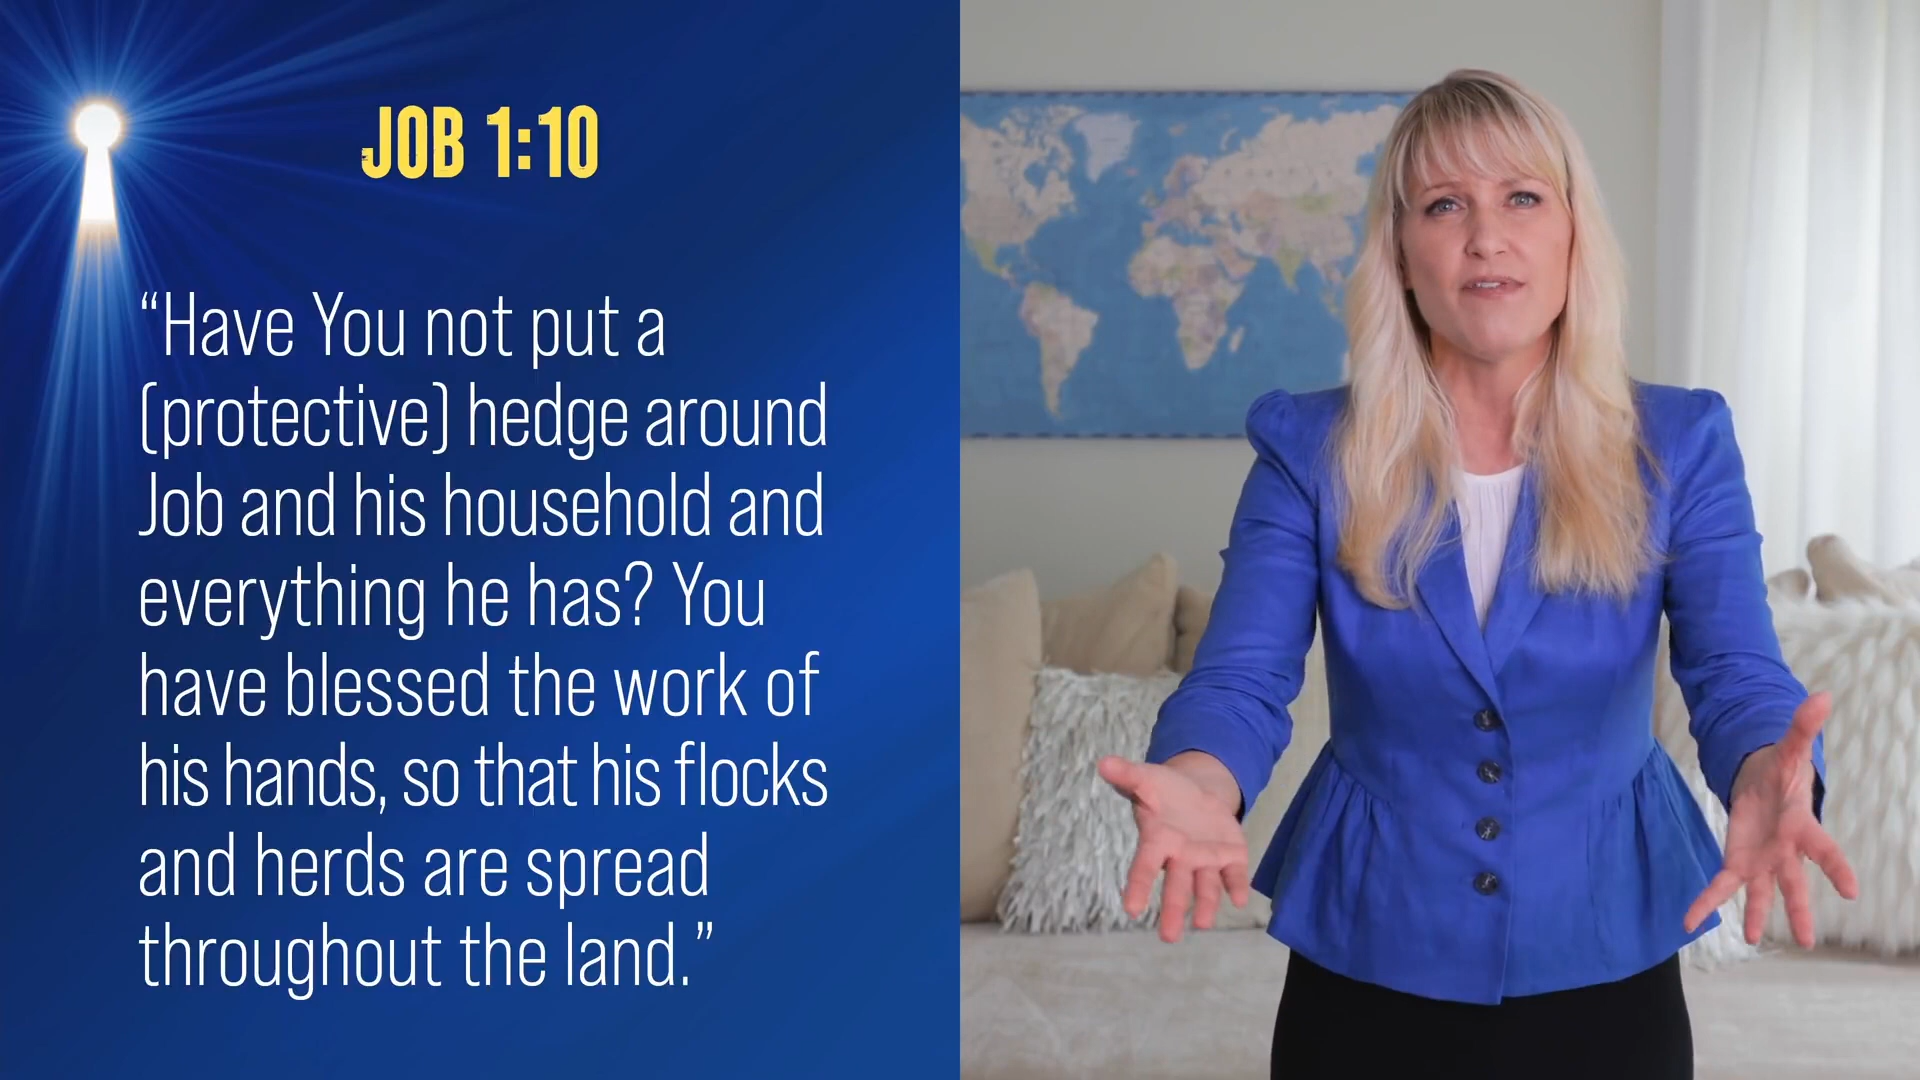 JOB 1:10
“Have You not put a
(protective) hedge around
Job and his household and
everything he has? You
have blessed the work of
his hands, so that his flocks
and herds are spread
throughout the land.”